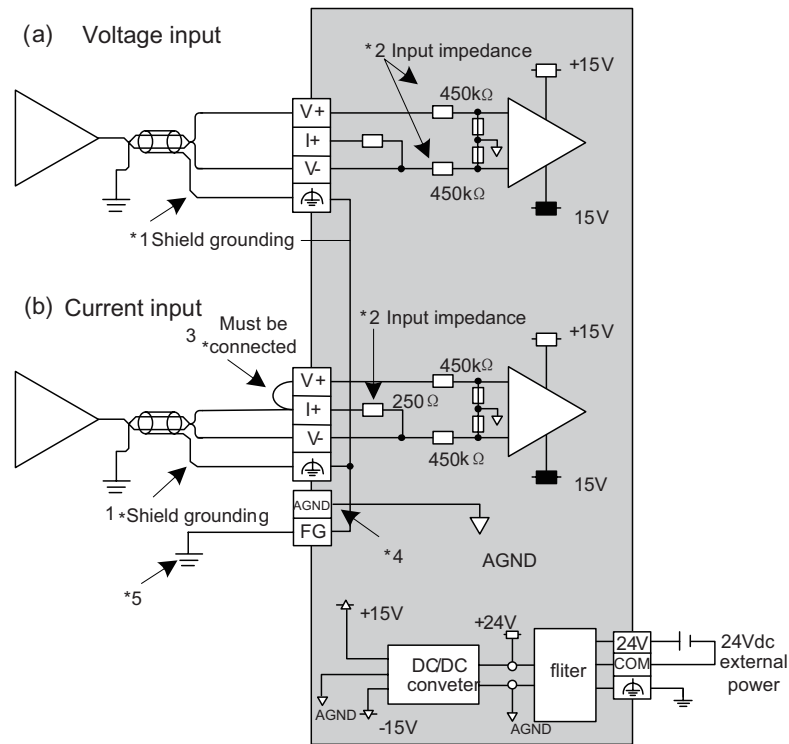 (a) Voltage input
*2 Input impedance
+15V
450kΩ
V+
I+
V-
450kΩ
15V
*1 Shield grounding
(b) Current input
3 *Must be connected
*2 Input impedance
+15V
450kΩ
V+
250Ω
I+
V-
450kΩ
15V
1 *Shield grounding
AGND
FG
*4
AGND
*5
+15V
+24V
24V
24Vdc
DC/DC
fliter
COM
external
conveter
power
AGND
-15V
AGND